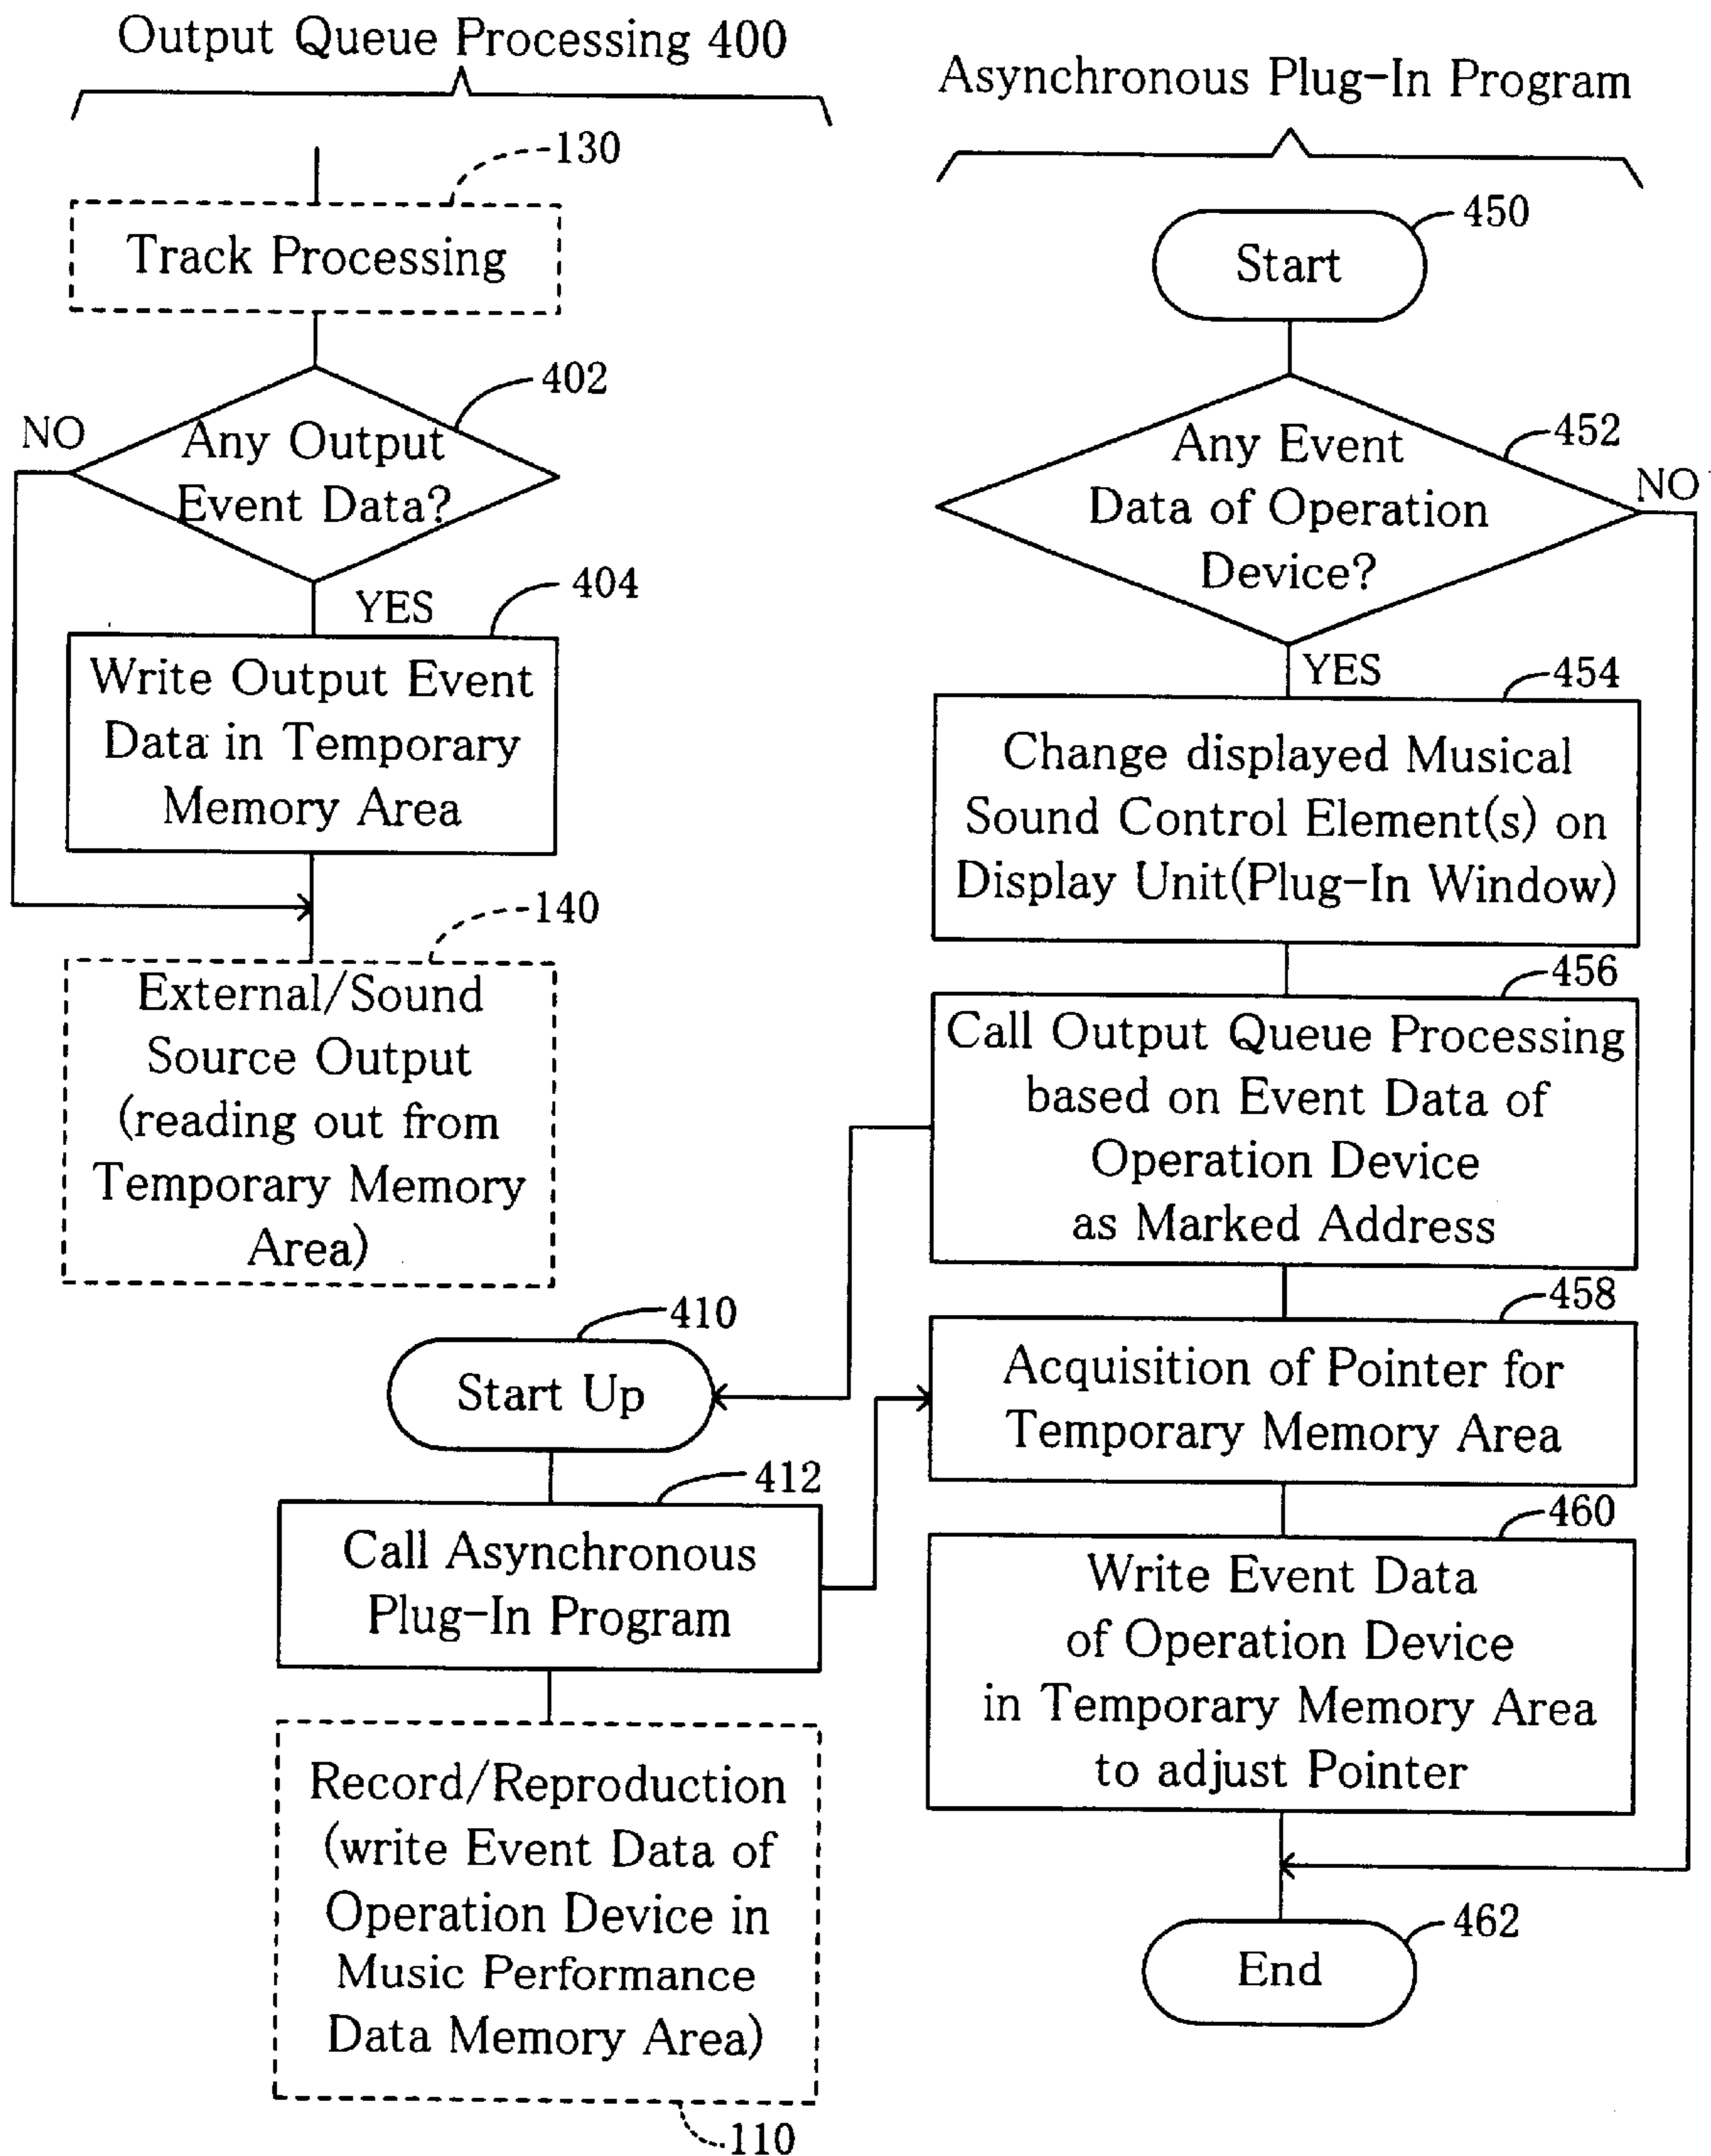 Output Queue Processing 400
130
Track Processing
402
NO
Any Output
Event Data?
404
YES
Write Output Event
Data in Temporary
Memory Area
140
External/Sound
Source Output
(reading out from
Temporary Memory
Area)
410
Start Up
412
Call Asynchronous
Plug-In Program
Record/Reproduction
(write Event Data of
Operation Device in
Music Performance
Data Memory Area)
110
Asynchronous Plug-In Program
450
Start
452
Any Event
Data of Operation
Device?
NO
YES
454
Change displayed Musical
Sound Control Element(s) on
Display Unit(Plug-In Window)
456
Call Output Queue Processing
based on Event Data of
Operation Device
as Marked Address
458
Acquisition of Pointer for
Temporary Memory Area
460
Write Event Data
of Operation Device
in Temporary Memory Area
to adjust Pointer
462
End